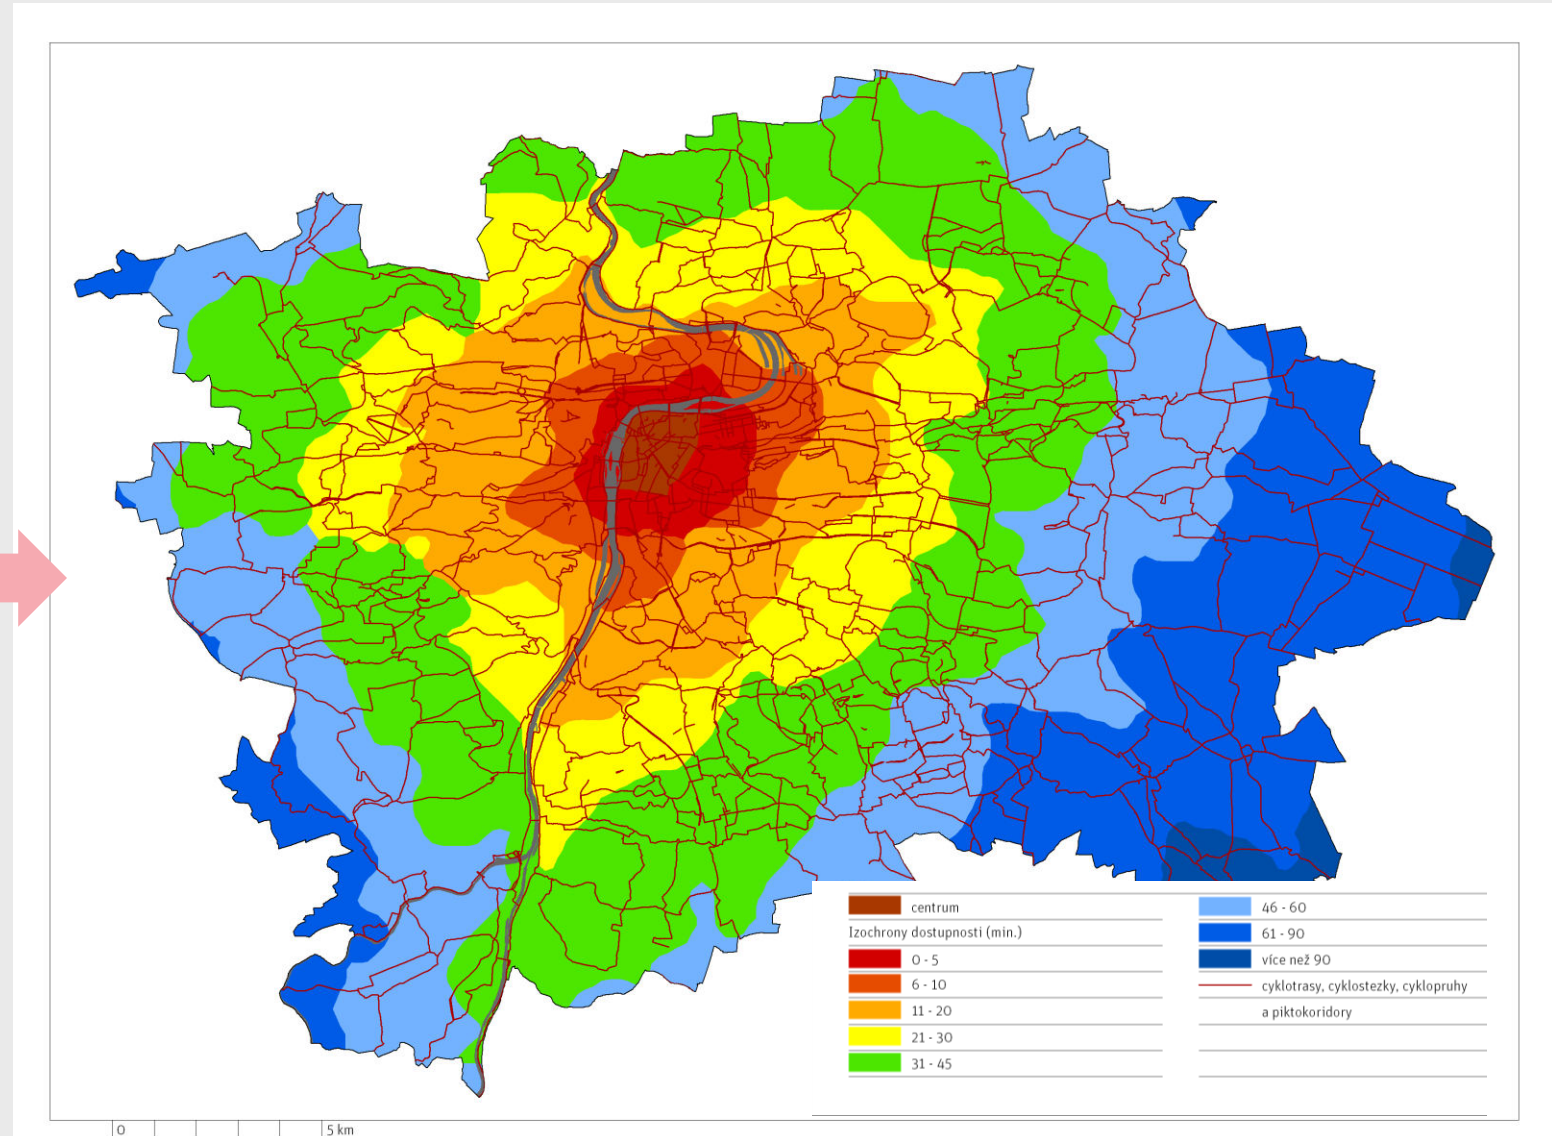 centrum
Izochrony dostupnosti (min.)
0 - 5
6 - 10
11 - 20
21 - 30
31 - 45
46 - 60
61 - 90
více než 90
cyklotrasy, cyklostezky, cyklopruhy
a piktokoridory
0 5 km